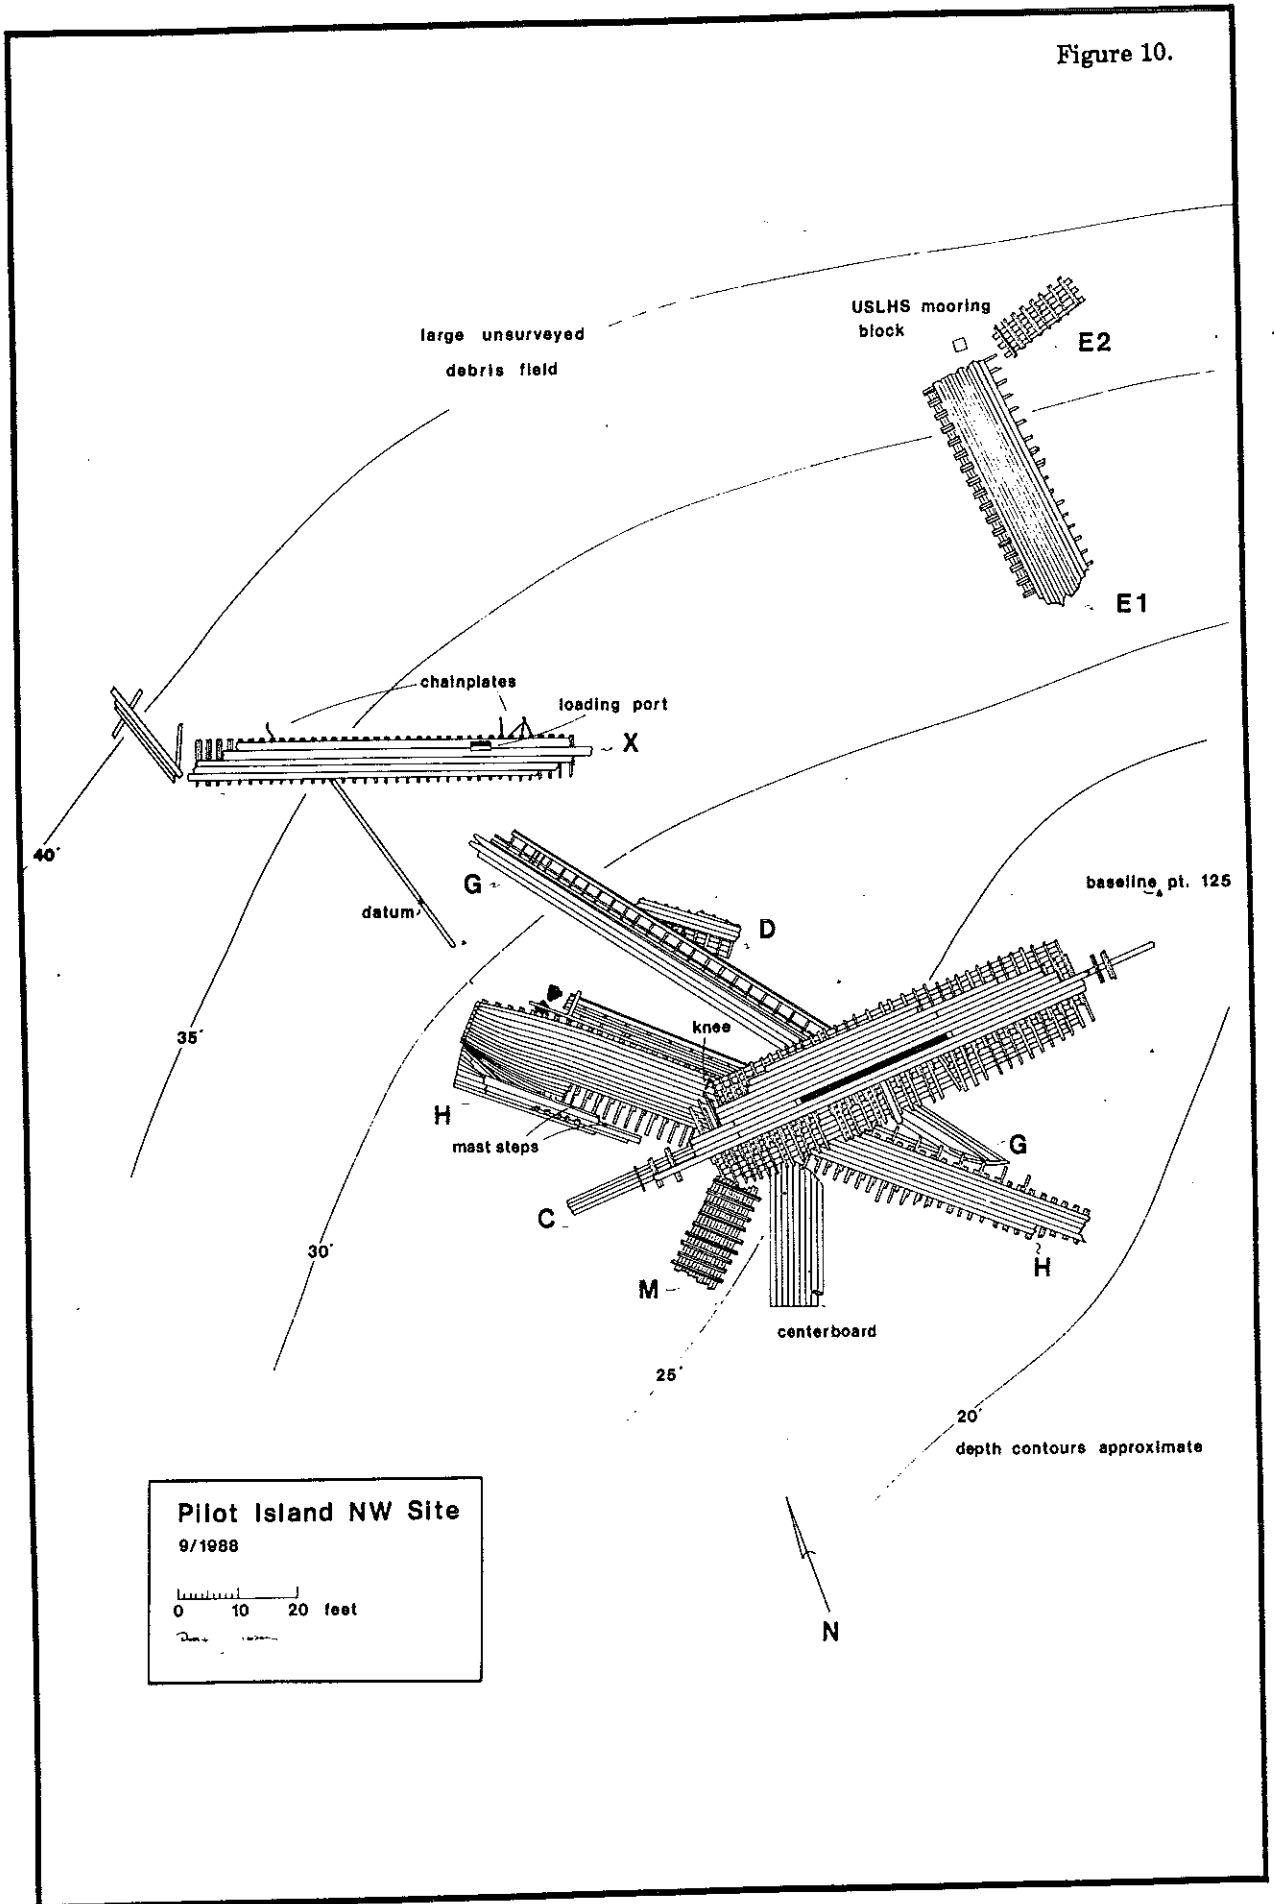 Figure 10.
USLHS mooring
block
E2
large unsurveyed
debris field
E1
chainplates
loading port
X
40'
G
datum
D
baseline pt. 125
35'
knee
H
mast steps
G
C
30'
M
H
centerboard
25'
20'
depth contours approximate
Pilot Island NW Site
9/1988
0 10 20 feet
N